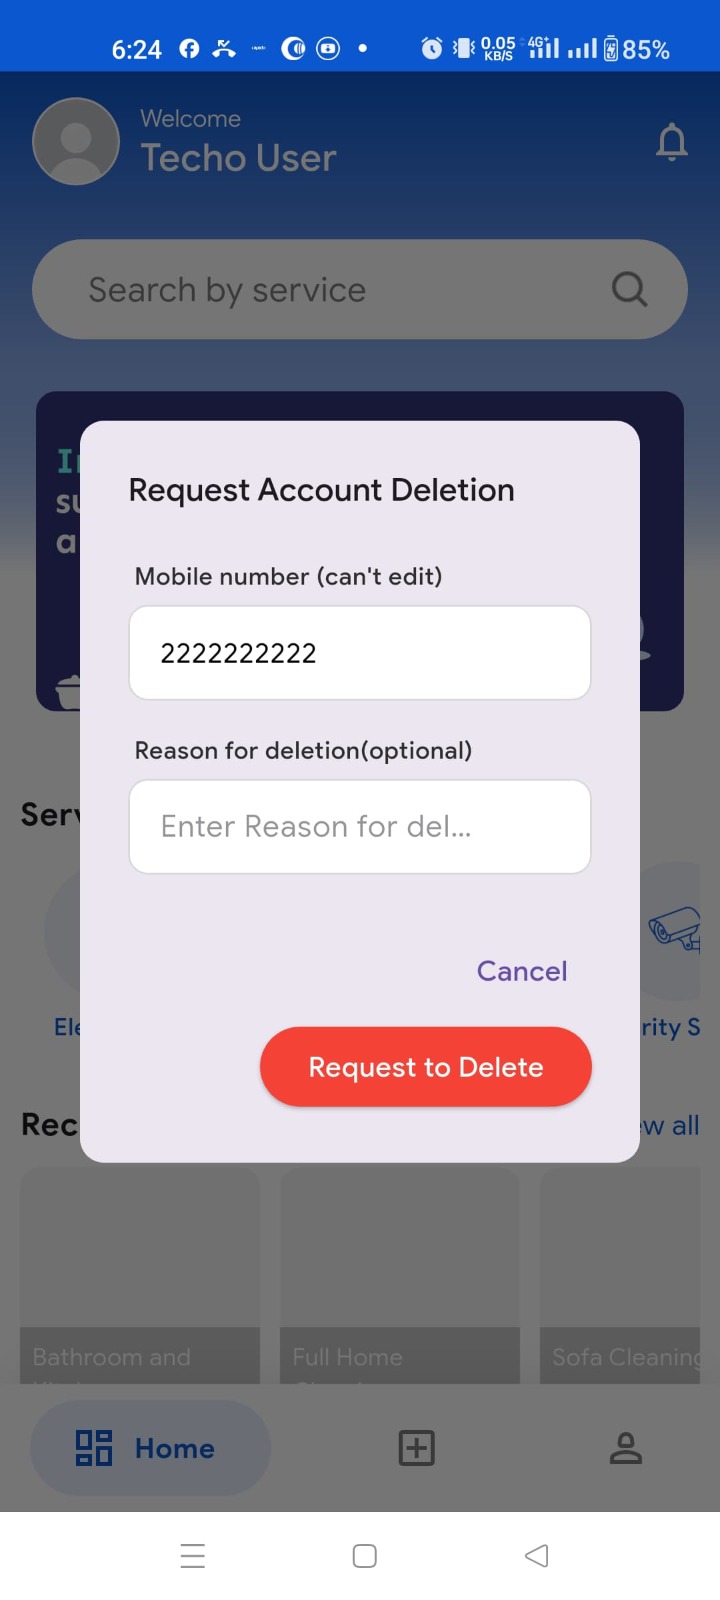 6:24
0.05
KB/S
4G+
85%
Welcome
Techo User
Search by service
su
a
Request Account Deletion
Mobile number (can't edit)
2222222222
Reason for deletion(optional)
Enter Reason for del...
Cancel
Request to Delete
Serv
Ele
rity S
Rec
ew all
Bathroom and
Full Home
Sofa Cleaning
Home